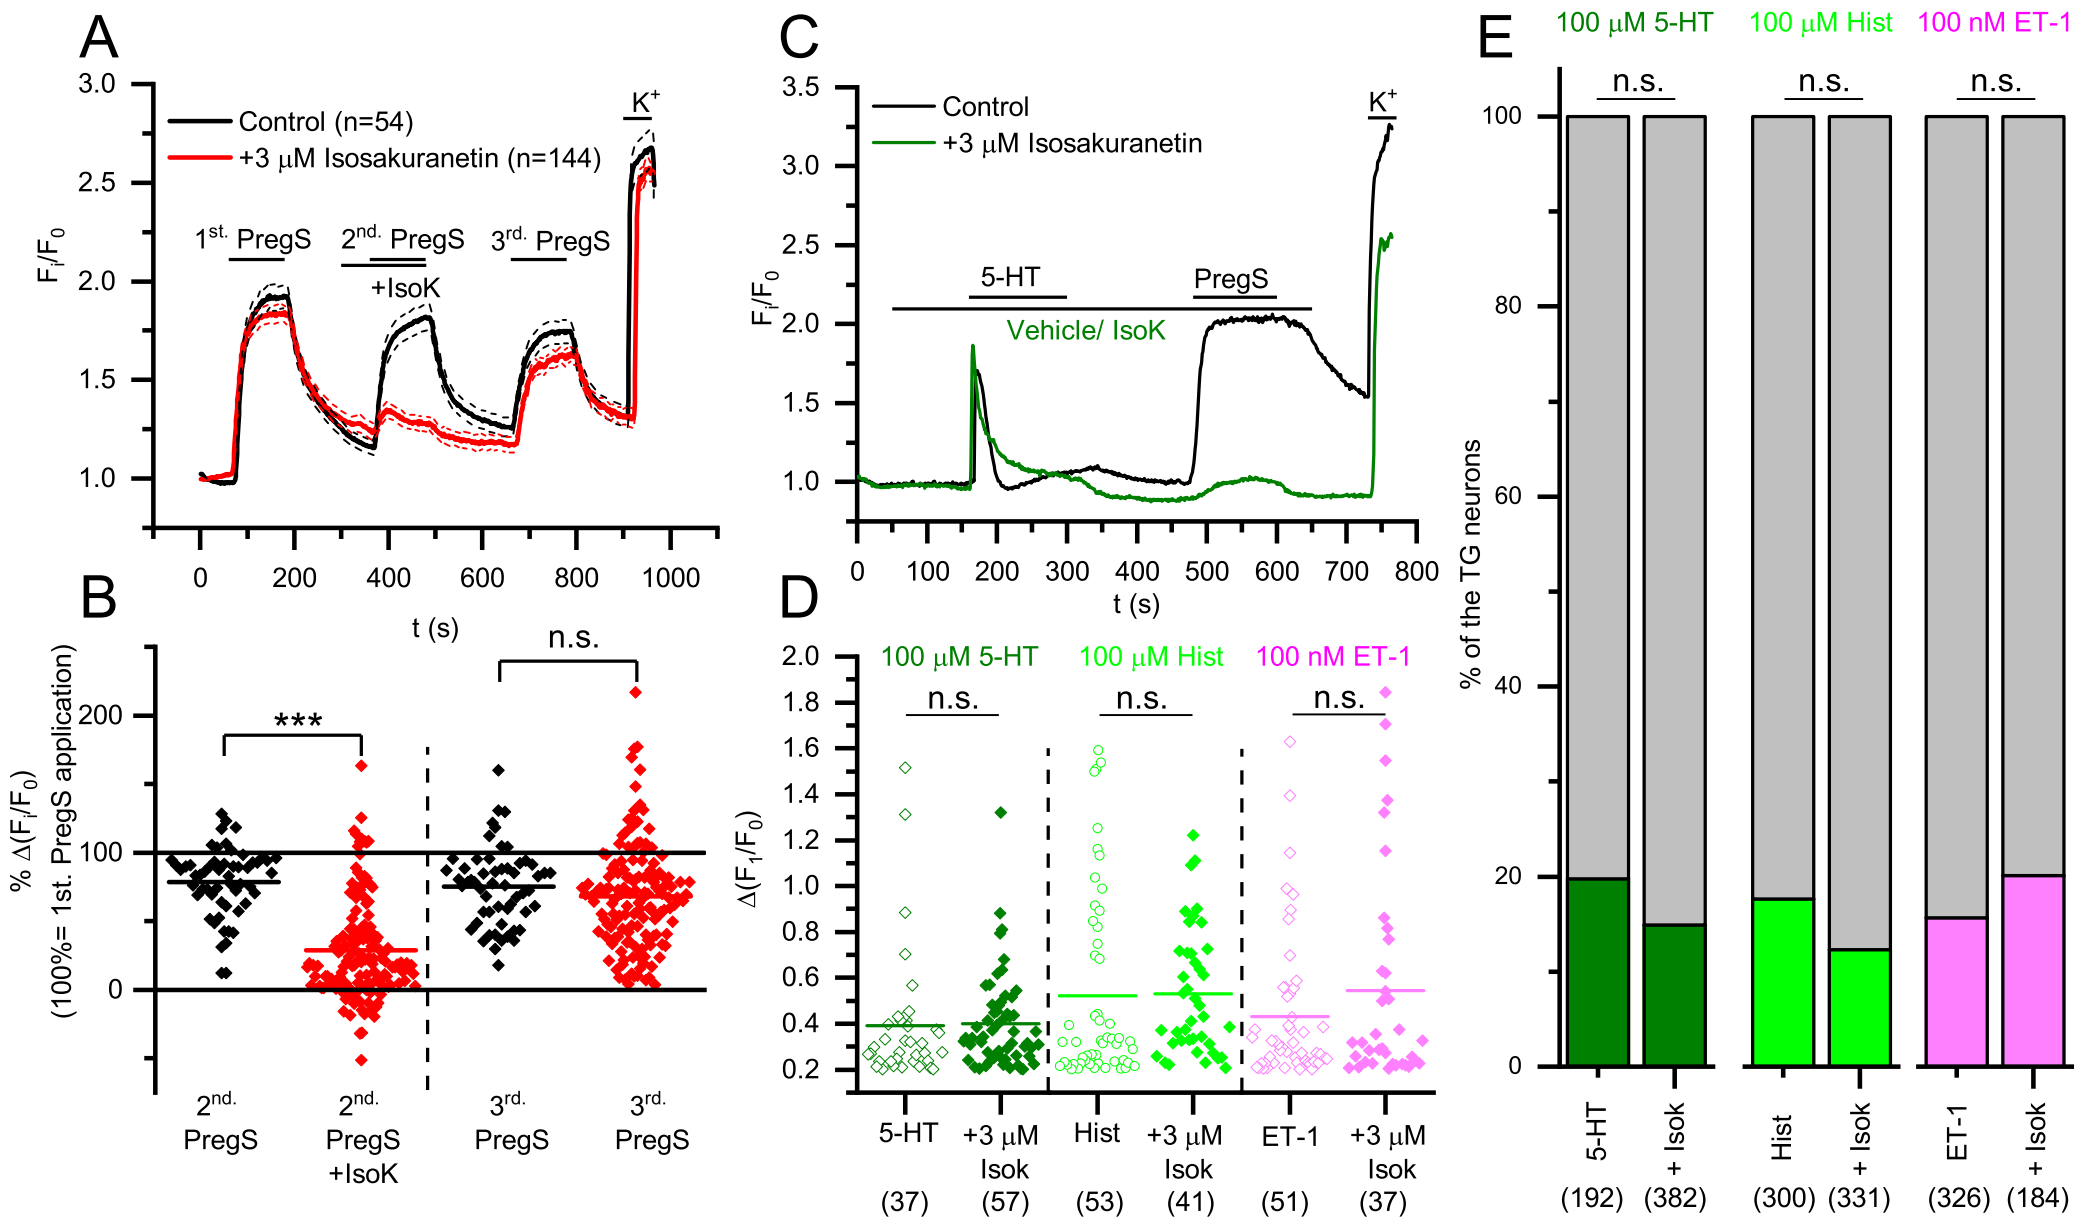 A
3.0
2.5
2.0
1.5
1.0
Fi/F0
Control (n=54)
+3 μM Isosakuranetin (n=144)
K+
1st. PregS
2nd. PregS
3rd. PregS
+IsoK
0 200 400 600 800 1000
t (s)
B
200
100
0
% Δ(Fi/F0)
(100%= 1st. PregS application)
***
n.s.
2nd. PregS
2nd. PregS +IsoK
3rd. PregS
3rd. PregS
C
3.5
3.0
2.5
2.0
1.5
1.0
Fi/F0
Control
+3 μM Isosakuranetin
K+
5-HT
PregS
Vehicle/ IsoK
0 100 200 300 400 500 600 700 800
t (s)
D
100 μM 5-HT 100 μM Hist 100 nM ET-1
n.s. n.s. n.s.
2.0
1.8
1.6
1.4
1.2
1.0
0.8
0.6
0.4
0.2
Δ(F1/F0)
5-HT +3 μM Hist +3 μM ET-1 +3 μM
Isok Isok Isok
(37) (57) (53) (41) (51) (37)
E
100 μM 5-HT 100 μM Hist 100 nM ET-1
n.s. n.s. n.s.
100
80
60
40
20
0
% of the TG neurons
5-HT
+ Isok
Hist
+ Isok
ET-1
+ Isok
(192) (382) (300) (331) (326) (184)